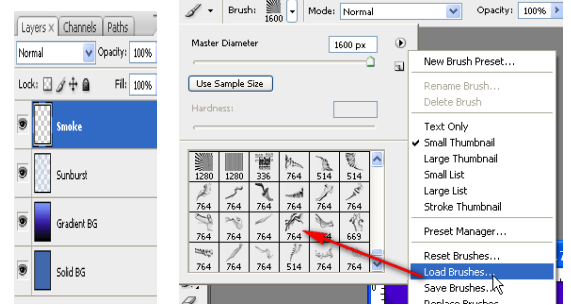 Layers × Channels Paths
Normal Opacity: 100%
Lock: Fill: 100%
Smoke
Sunburst
Gradient BG
Solid BG
Brush: 1600 Mode: Normal Opacity: 100%
Master Diameter 1600 px
Use Sample Size
Hardness:
1280 1280 336 764 514 514
764 764 764 764 764 764
764 764 764 764 669
764 764 764 514 764 764
New Brush Preset...
Rename Brush...
Delete Brush
Text Only
Small Thumbnail
Large Thumbnail
Small List
Large List
Stroke Thumbnail
Preset Manager...
Reset Brushes...
Load Brushes...
Save Brushes...
Replace Brushes